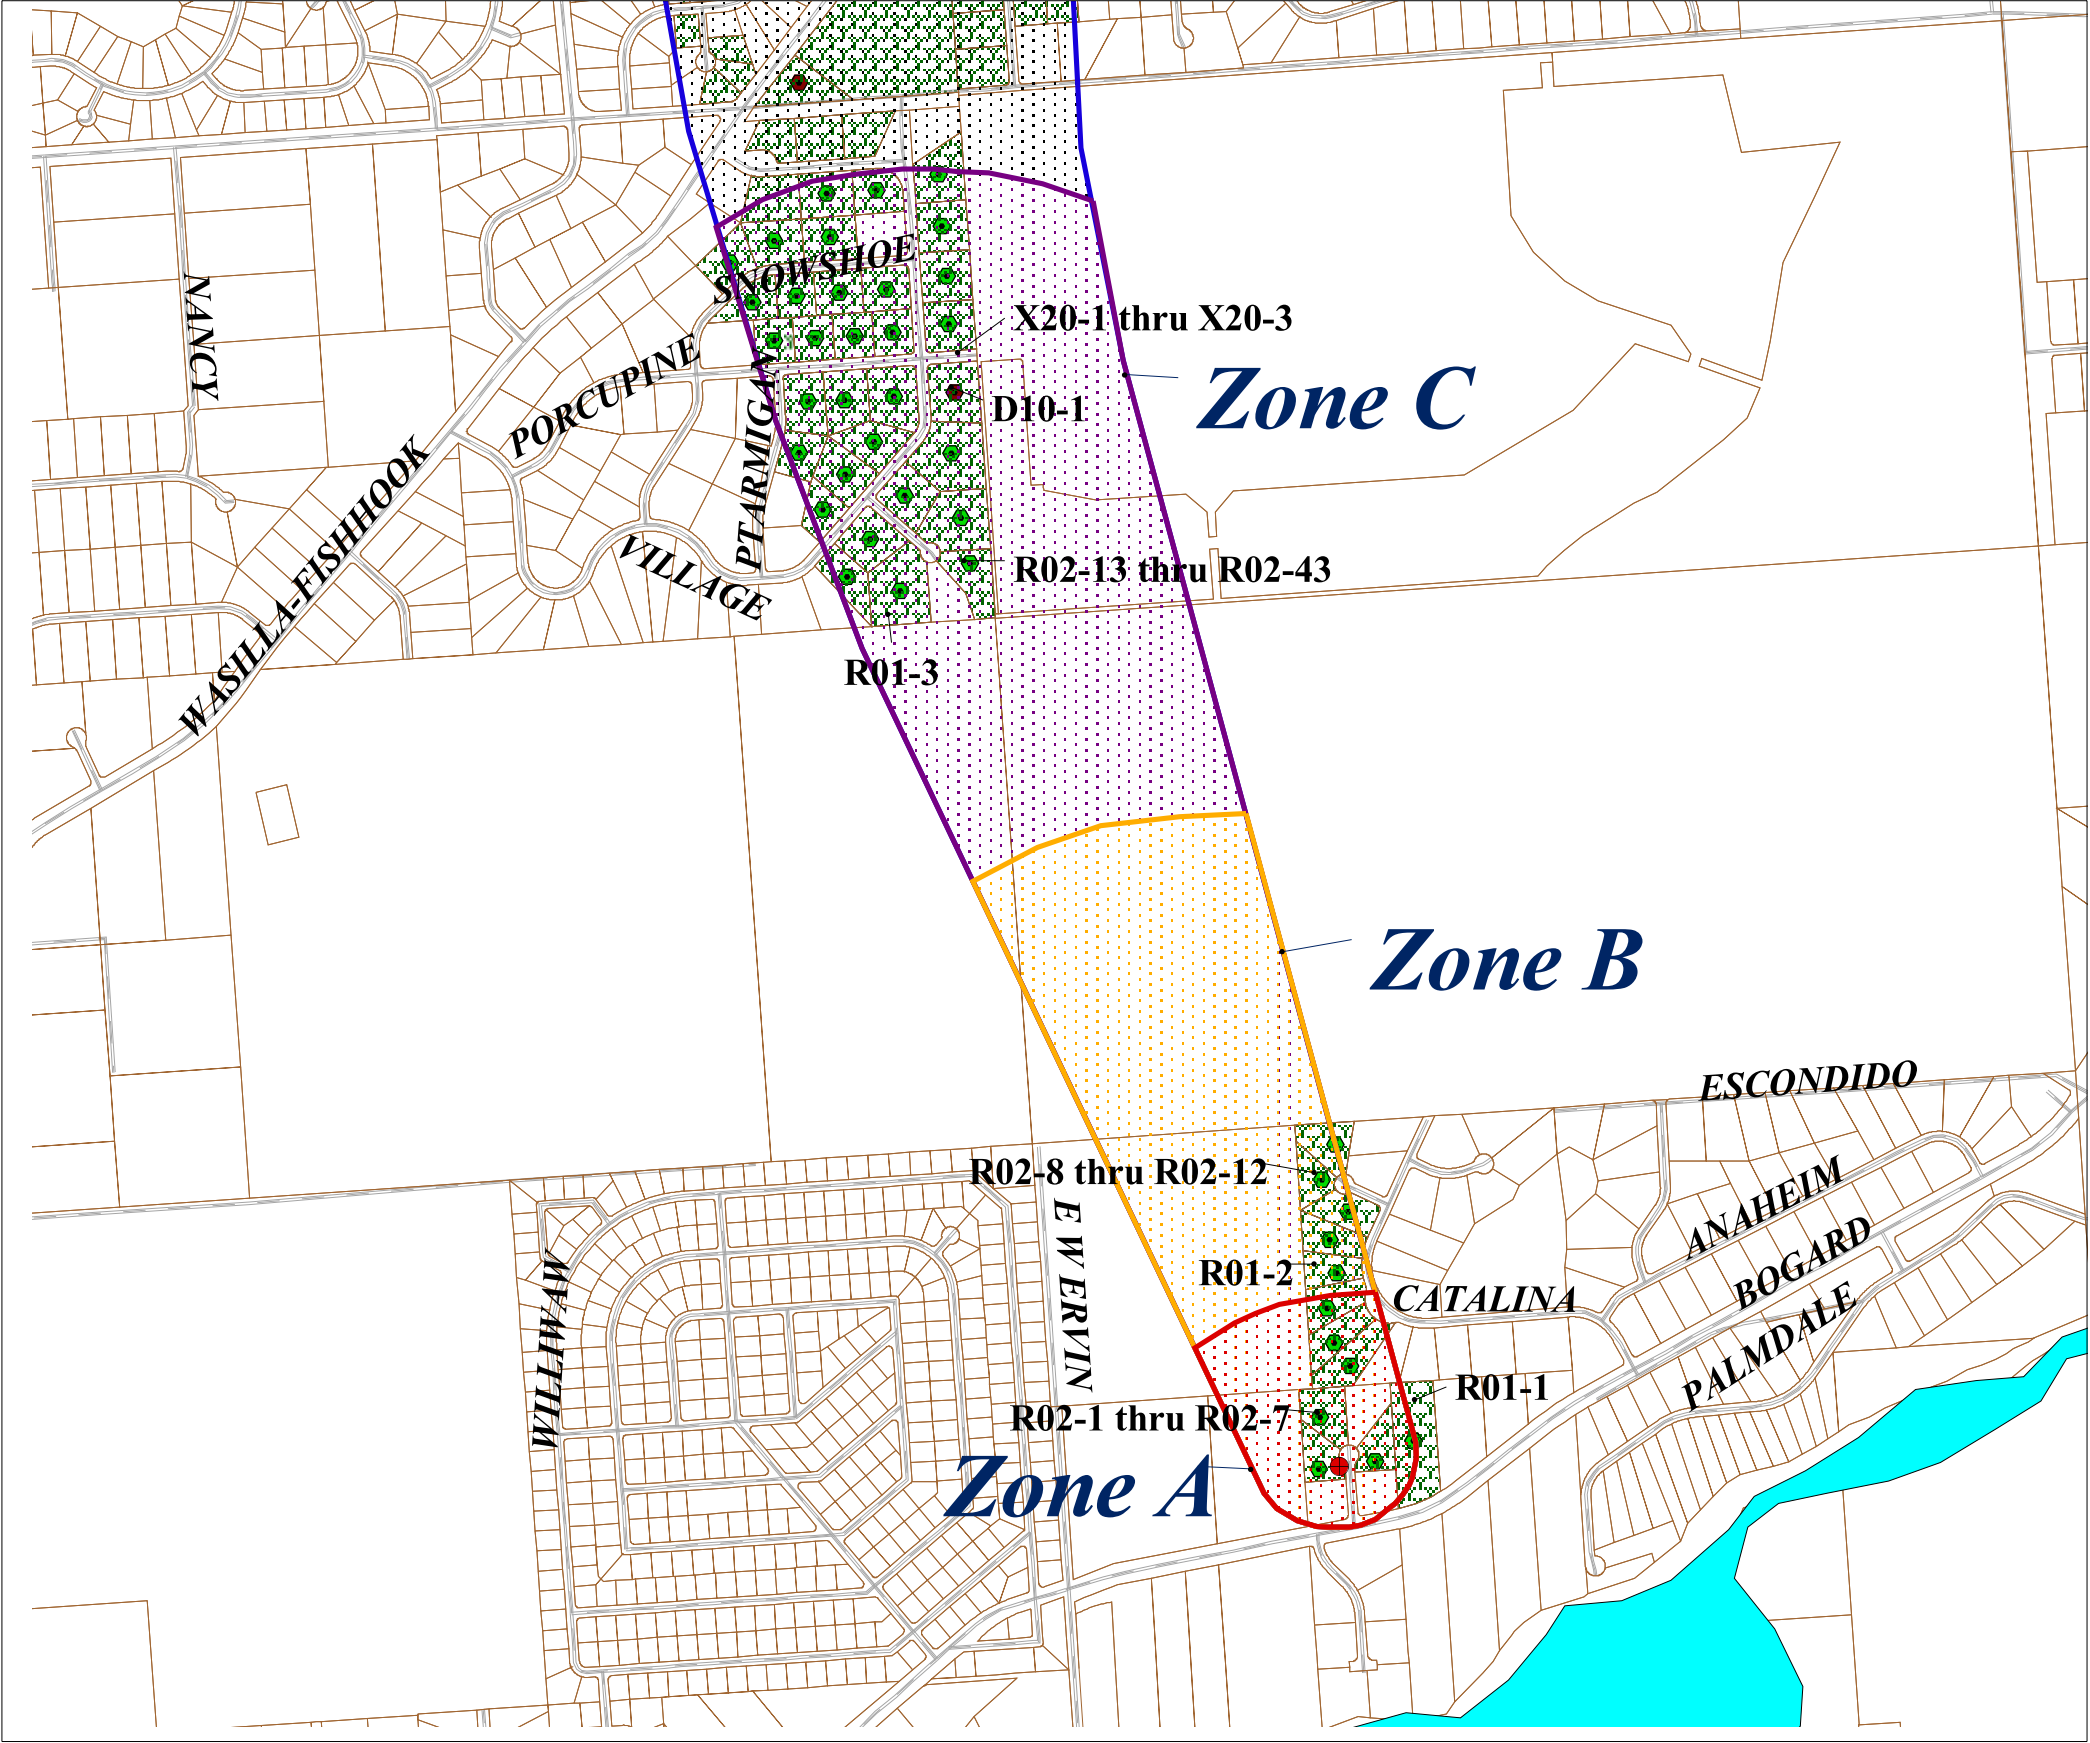 SNOWSHOE
NANCY
X20-1 thru X20-3
PORCUPINE
Zone C
D10-1
PTARMIGAN
WASILLA-FISHHOOK
VILLAGE
R02-13 thru R02-43
R01-3
Zone B
ESCONDIDO
R02-8 thru R02-12
ANAHEIM
E WERVIN
BOGARD
R01-2
CATALINA
WILLIWAW
PALMDALE
R01-1
R02-1 thru R02-7
Zone A